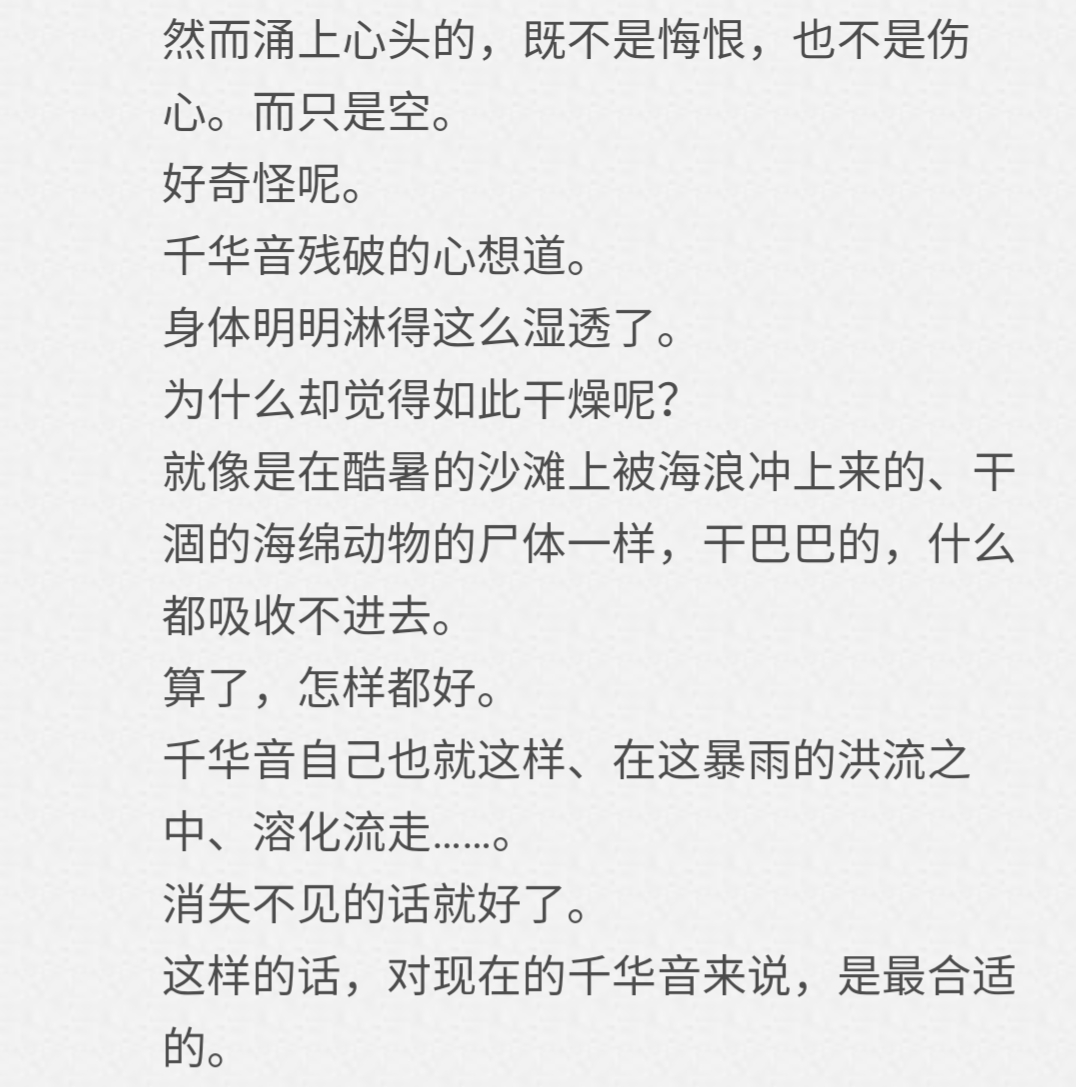 然而涌上心头的，既不是悔恨，也不是伤
心。而只是空。
好奇怪呢。
千华音残破的心想道。
身体明明淋得这么湿透了。
为什么却觉得如此干燥呢？
就像是在酷暑的沙滩上被海浪冲上来的、干
涸的海绵动物的尸体一样，干巴巴的，什么
都吸收不进去。
算了，怎样都好。
千华音自己也就这样、在这暴雨的洪流之
中、溶化流走……。
消失不见的话就好了。
这样的话，对现在的千华音来说，是最合适
的。